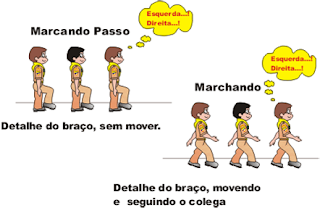 Esquerda...!
Direita...!
Marcando Passo
Detalhe do braço, sem mover.
Esquerda...!
Direita...!
Marchando
Detalhe do braço, movendo
e seguindo o colega